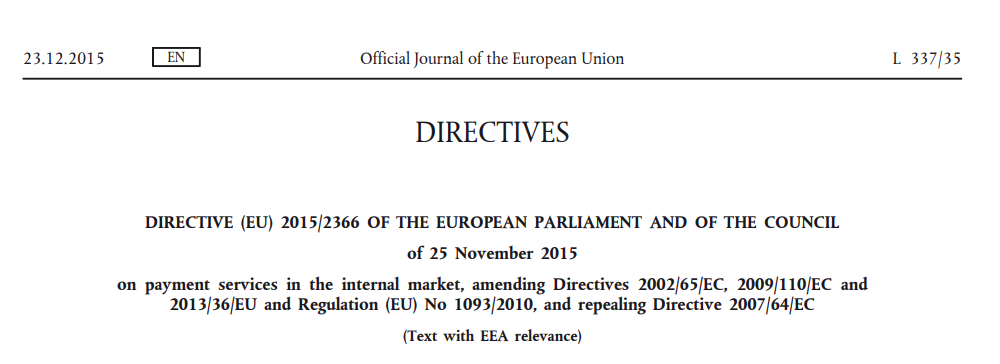 23.12.2015 EN Official Journal of the European Union L 337/35
DIRECTIVES
DIRECTIVE (EU) 2015/2366 OF THE EUROPEAN PARLIAMENT AND OF THE COUNCIL
of 25 November 2015
on payment services in the internal market, amending Directives 2002/65/EC, 2009/110/EC and
2013/36/EU and Regulation (EU) No 1093/2010, and repealing Directive 2007/64/EC
(Text with EEA relevance)